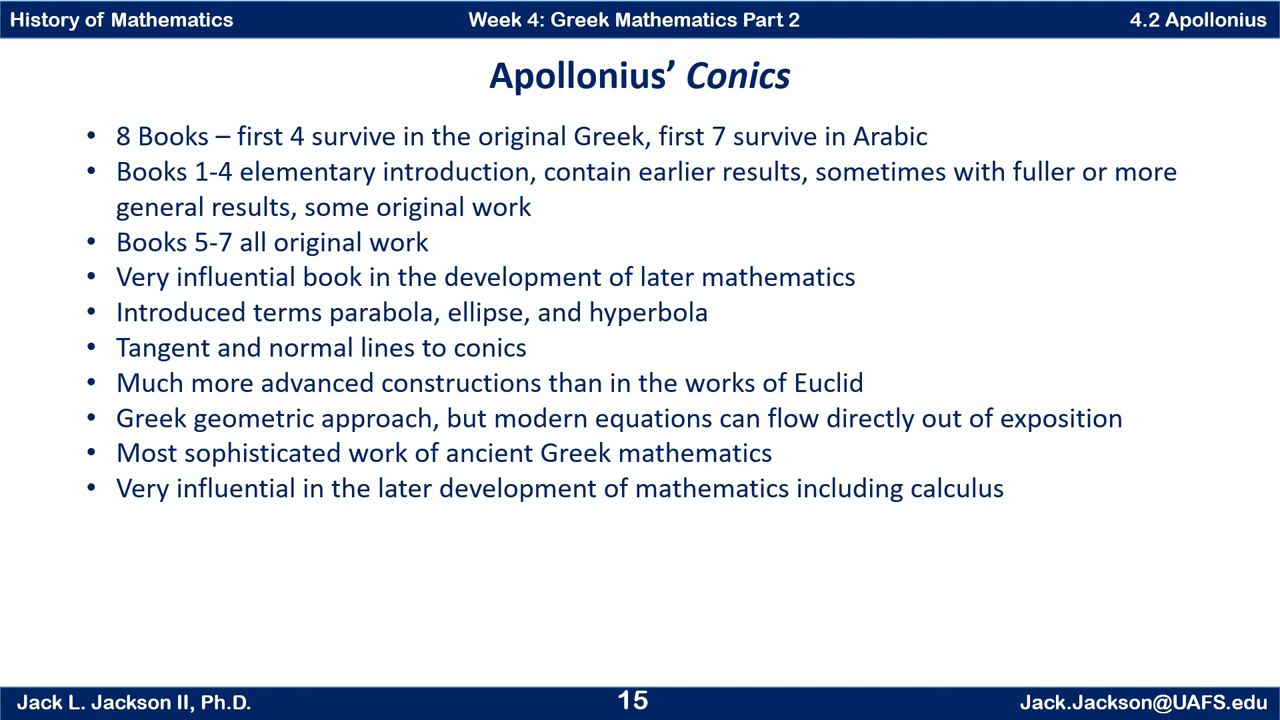 History of Mathematics
Week 4: Greek Mathematics Part 2
4.2 Apollonius
Apollonius’ Conics
• 8 Books – first 4 survive in the original Greek, first 7 survive in Arabic
• Books 1-4 elementary introduction, contain earlier results, sometimes with fuller or more
general results, some original work
• Books 5-7 all original work
• Very influential book in the development of later mathematics
• Introduced terms parabola, ellipse, and hyperbola
• Tangent and normal lines to conics
• Much more advanced constructions than in the works of Euclid
• Greek geometric approach, but modern equations can flow directly out of exposition
• Most sophisticated work of ancient Greek mathematics
• Very influential in the later development of mathematics including calculus
Jack L. Jackson II, Ph.D.
15
Jack.Jackson@UAFS.edu